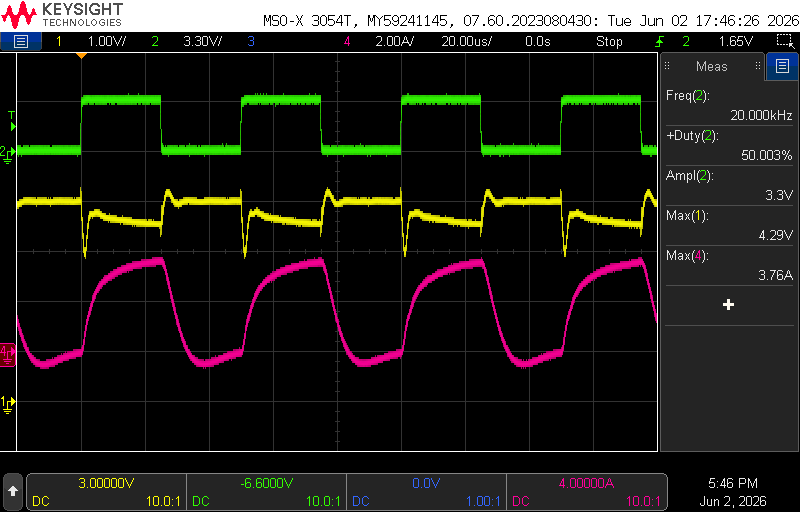 KEYSIGHT
TECHNOLOGIES
MSO-X 3054T, MY59241145, 07.60.2023080430: Tue Jun 02 17:46:26 2026
1 1.00V/ 2 3.30V/ 3 4 2.00A/ 20.00us/ 0.0s Stop 2 1.65V
Meas
Freq(2):
20.000kHz
+Duty(2):
50.003%
Ampl(2):
3.3V
Max(1):
4.29V
Max(4):
3.76A
T
2
4
1
3.00000V -6.6000V 0.0V 4.00000A
DC 10.0:1 DC 10.0:1 DC 1.00:1 DC 10.0:1
5:46 PM
Jun 2, 2026